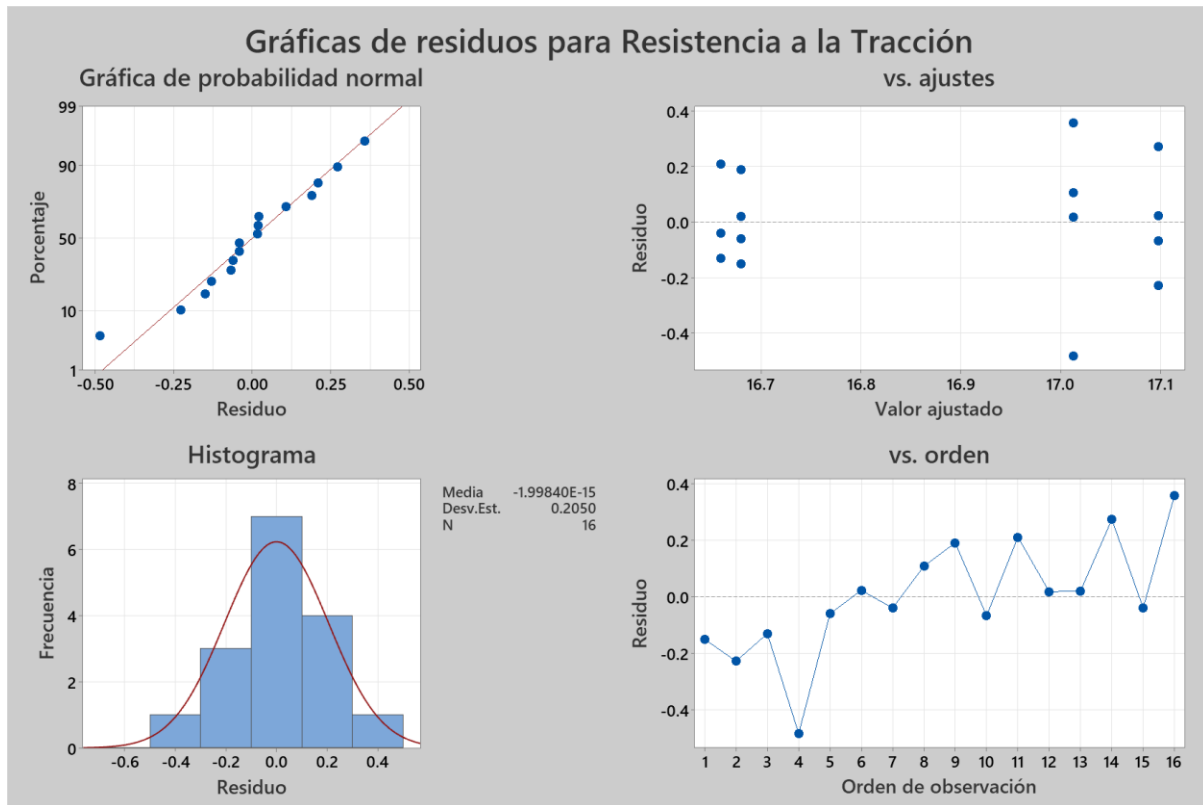 Gráficas de residuos para Resistencia a la Tracción
Gráfica de probabilidad normal
99
90
50
10
1
Porcentaje
-0.50 -0.25 0.00 0.25 0.50
Residuo
vs. ajustes
0.4
0.2
0.0
-0.2
-0.4
Residuo
16.7 16.8 16.9 17.0 17.1
Valor ajustado
Histograma
8
6
4
2
0
Frecuencia
-0.6 -0.4 -0.2 0.0 0.2 0.4
Residuo
Media -1.99840E-15
Desv.Est. 0.2050
N 16
vs. orden
0.4
0.2
0.0
-0.2
-0.4
Residuo
1 2 3 4 5 6 7 8 9 10 11 12 13 14 15 16
Orden de observación